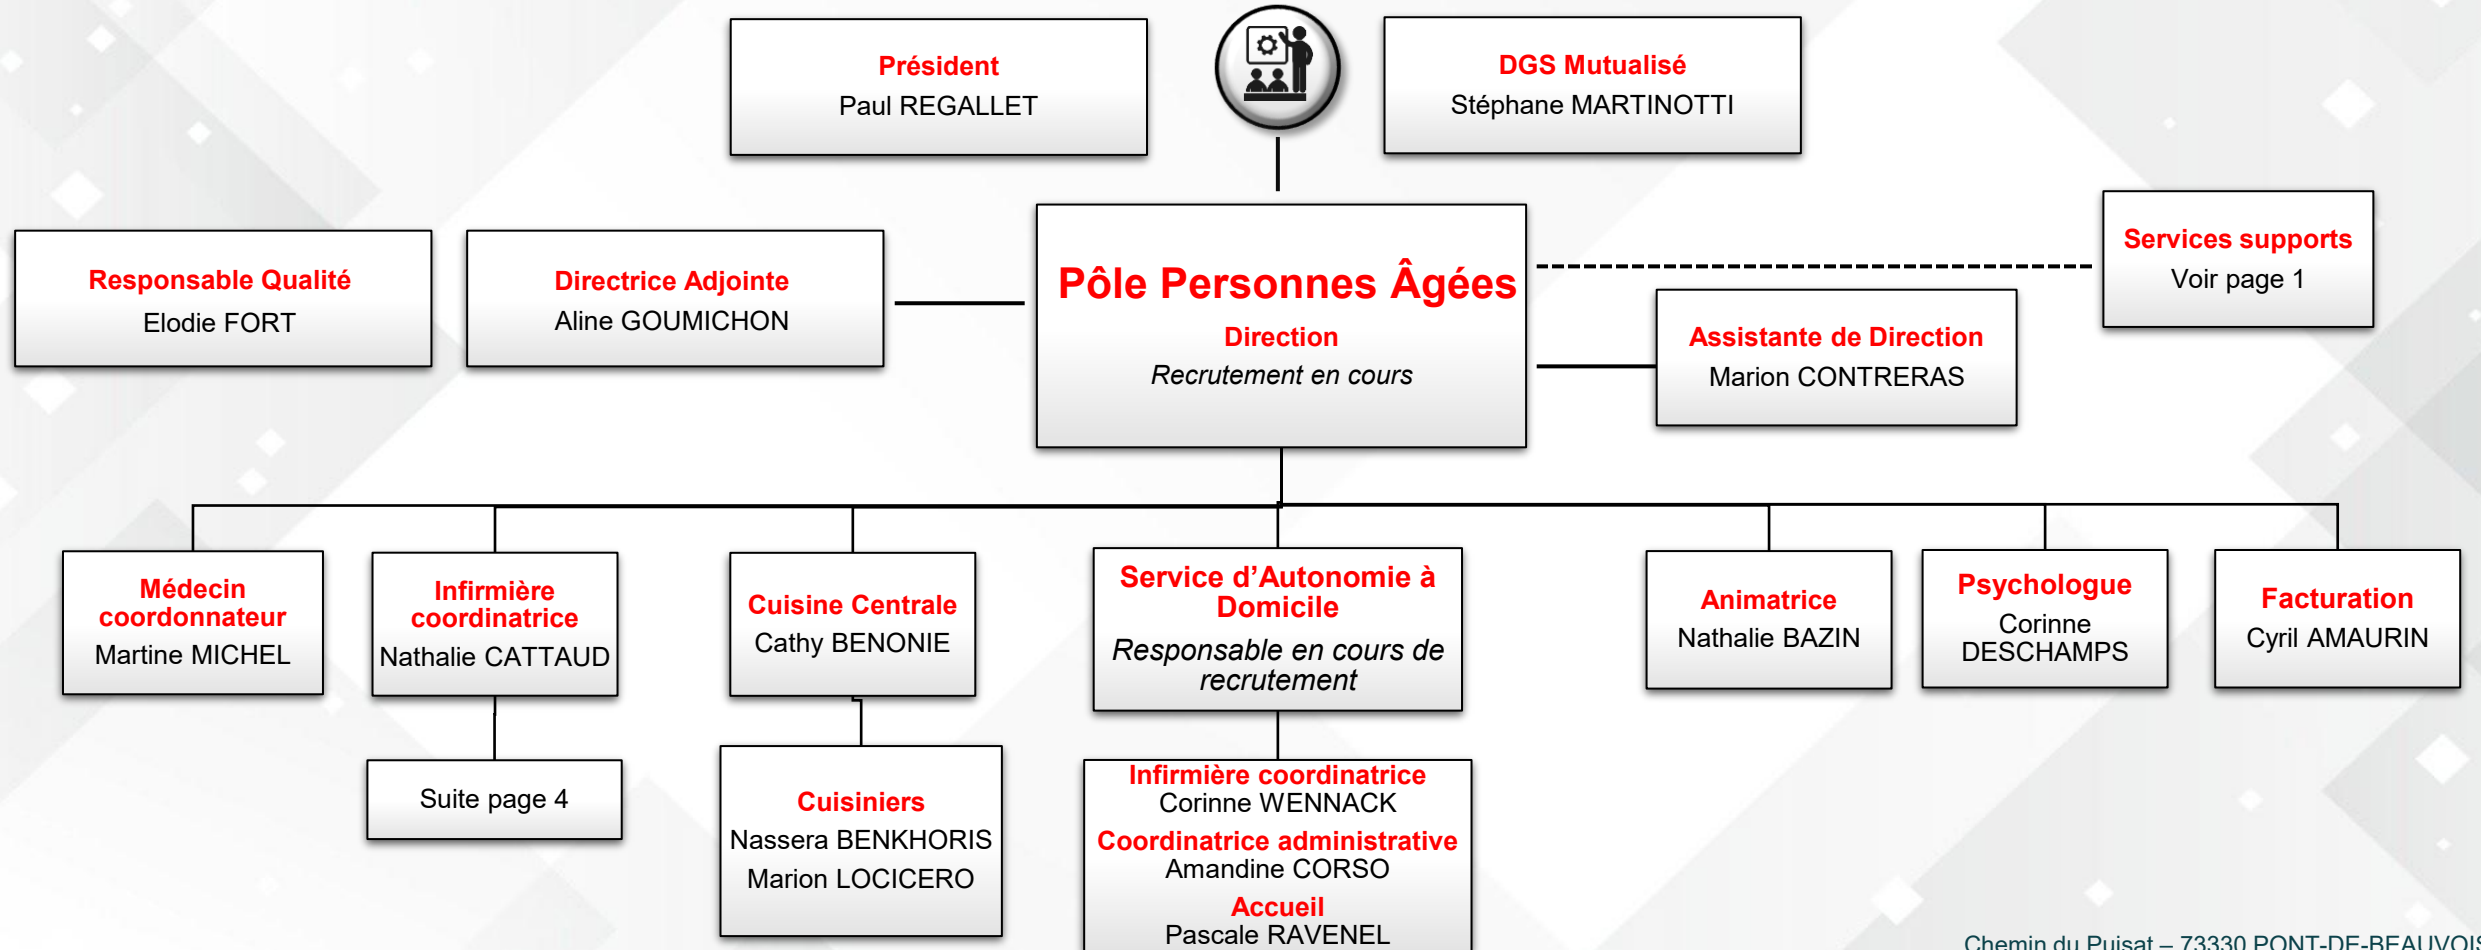 Président
Paul REGALLET
DGS Mutualisé
Stéphane MARTINOTTI
Responsable Qualité
Elodie FORT
Directrice Adjointe
Aline GOUMICHON
Pôle Personnes Âgées
Direction
Recrutement en cours
Services supports
Voir page 1
Assistante de Direction
Marion CONTRERAS
Médecin
coordonnateur
Martine MICHEL
Infirmière
coordinatrice
Nathalie CATTAUD
Suite page 4
Cuisine Centrale
Cathy BENONIE
Cuisiniers
Nassera BENKHORIS
Marion LOCICERO
Service d’Autonomie à
Domicile
Responsable en cours de
recrutement
Infirmière coordinatrice
Corinne WENNACK
Coordinatrice administrative
Amandine CORSO
Accueil
Pascale RAVENEL
Animatrice
Nathalie BAZIN
Psychologue
Corinne
DESCHAMPS
Facturation
Cyril AMAURIN
Chemin du Puisat – 73330 PONT-DE-BEAUVOIS